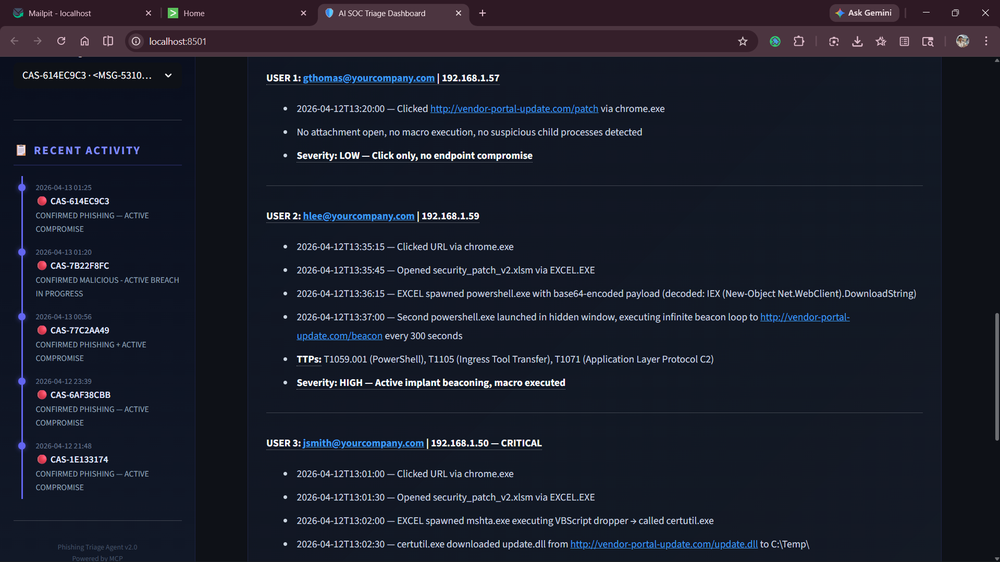 Mailpit - localhost
Home
AI SOC Triage Dashboard
Ask Gemini
localhost:8501
CAS-614EC9C3 · <MSG-5310...
RECENT ACTIVITY
2026-04-13 01:25
CAS-614EC9C3
CONFIRMED PHISHING — ACTIVE
COMPROMISE
2026-04-13 01:20
CAS-7B22F8FC
CONFIRMED MALICIOUS - ACTIVE BREACH
IN PROGRESS
2026-04-13 00:56
CAS-77C2AA49
CONFIRMED PHISHING + ACTIVE
COMPROMISE
2026-04-12 23:39
CAS-6AF38CBB
CONFIRMED PHISHING — ACTIVE
COMPROMISE
2026-04-12 21:48
CAS-1E133174
CONFIRMED PHISHING — ACTIVE
COMPROMISE
Phishing Triage Agent v2.0
Powered by MCP
USER 1: gthomas@yourcompany.com | 192.168.1.57
2026-04-12T13:20:00 — Clicked http://vendor-portal-update.com/patch via chrome.exe
No attachment open, no macro execution, no suspicious child processes detected
Severity: LOW — Click only, no endpoint compromise
USER 2: hlee@yourcompany.com | 192.168.1.59
2026-04-12T13:35:15 — Clicked URL via chrome.exe
2026-04-12T13:35:45 — Opened security_patch_v2.xlsm via EXCEL.EXE
2026-04-12T13:36:15 — EXCEL spawned powershell.exe with base64-encoded payload (decoded: IEX (New-Object Net.WebClient).DownloadString)
2026-04-12T13:37:00 — Second powershell.exe launched in hidden window, executing infinite beacon loop to http://vendor-portal-
update.com/beacon every 300 seconds
TTPs: T1059.001 (PowerShell), T1105 (Ingress Tool Transfer), T1071 (Application Layer Protocol C2)
Severity: HIGH — Active implant beaconing, macro executed
USER 3: jsmith@yourcompany.com | 192.168.1.50 — CRITICAL
2026-04-12T13:01:00 — Clicked URL via chrome.exe
2026-04-12T13:01:30 — Opened security_patch_v2.xlsm via EXCEL.EXE
2026-04-12T13:02:00 — EXCEL spawned mshta.exe executing VBScript dropper → called certutil.exe
2026-04-12T13:02:30 — certutil.exe downloaded update.dll from http://vendor-portal-update.com/update.dll to C:\Temp\